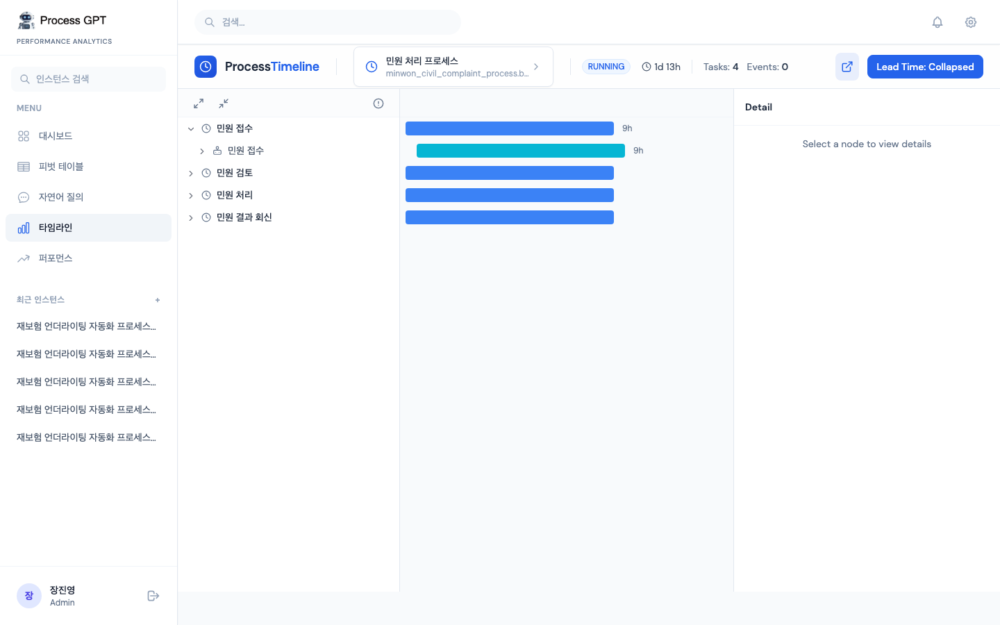 Process GPT
PERFORMANCE ANALYTICS
인스턴스 검색
MENU
대시보드
피벗 테이블
자연어 질의
타임라인
퍼포먼스
최근 인스턴스 +
재보험 언더라이팅 자동화 프로세스...
재보험 언더라이팅 자동화 프로세스...
재보험 언더라이팅 자동화 프로세스...
재보험 언더라이팅 자동화 프로세스...
재보험 언더라이팅 자동화 프로세스...
장
장진영
Admin
검색...
ProcessTimeline
민원 처리 프로세스
minwon_civil_complaint_process.b...
RUNNING
1d 13h
Tasks: 4 Events: 0
Lead Time: Collapsed
민원 접수 9h
민원 접수 9h
민원 검토
민원 처리
민원 결과 회신
Detail
Select a node to view details